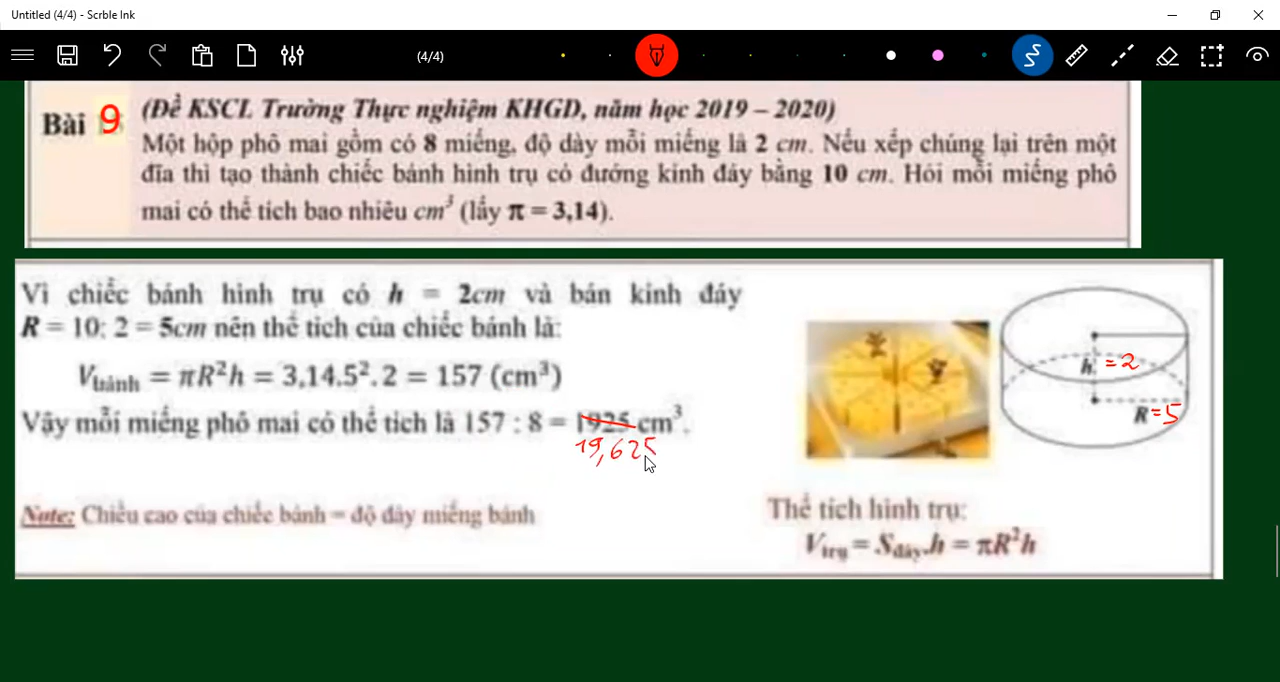 Untitled (4/4) - Scrble Ink
(4/4)
Bài 9
(Đề KSCL Trường Thực nghiệm KHGD, năm học 2019 – 2020)
Một hộp phô mai gồm có 8 miếng, độ dày mỗi miếng là 2 cm. Nếu xếp chúng lại trên một
đĩa thì tạo thành chiếc bánh hình trụ có đường kính đáy bằng 10 cm. Hỏi mỗi miếng phô
mai có thể tích bao nhiêu cm³ (lấy π = 3,14).
Vì chiếc bánh hình trụ có h = 2cm và bán kính đáy
R = 10: 2 = 5cm nên thể tích của chiếc bánh là:
V bánh = πR²h = 3,14.5².2 = 157 (cm³)
Vậy mỗi miếng phô mai có thể tích là 157 : 8 = 1925 cm³.
19,625
Note: Chiều cao của chiếc bánh = độ dày miếng bánh
h = 2
R = 5
Thể tích hình trụ:
V trụ = S đáy.h = πR²h